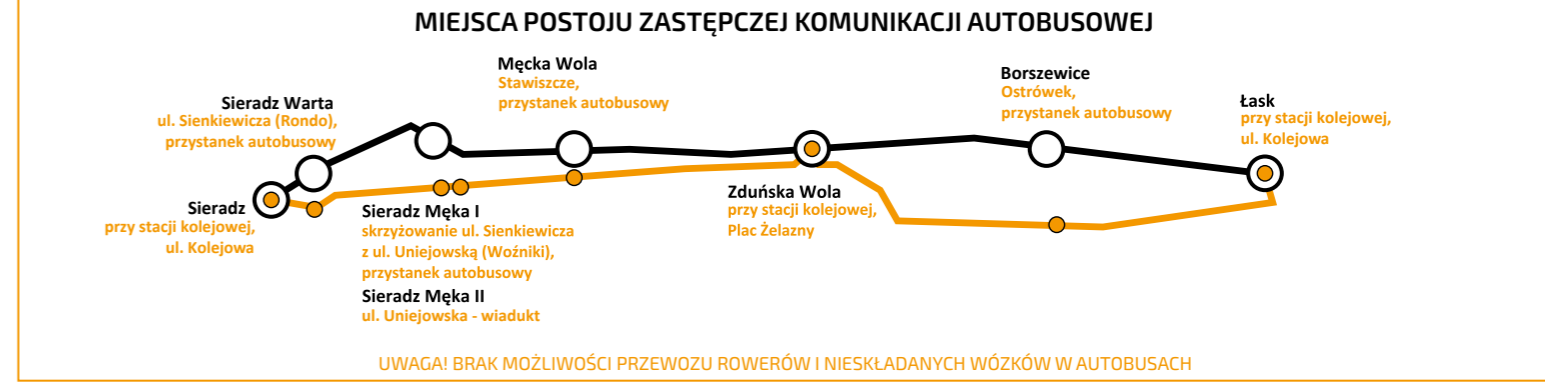 MIEJSCA POSTOJU ZASTĘPCZEJ KOMUNIKACJI AUTOBUSOWEJ
Sieradz
przy stacji kolejowej,
ul. Kolejowa
Sieradz Warta
ul. Sienkiewicza (Rondo),
przystanek autobusowy
Sieradz Męka I
skrzyżowanie ul. Sienkiewicza
z ul. Uniejowską (Woźniki),
przystanek autobusowy
Sieradz Męka II
ul. Uniejowska - wiadukt
Męcka Wola
Stawiszcze,
przystanek autobusowy
Zduńska Wola
przy stacji kolejowej,
Plac Żelazny
Borszewice
Ostrówek,
przystanek autobusowy
Łask
przy stacji kolejowej,
ul. Kolejowa
UWAGA! BRAK MOŻLIWOŚCI PRZEWOZU ROWERÓW I NIESKŁADANYCH WÓZKÓW W AUTOBUSACH